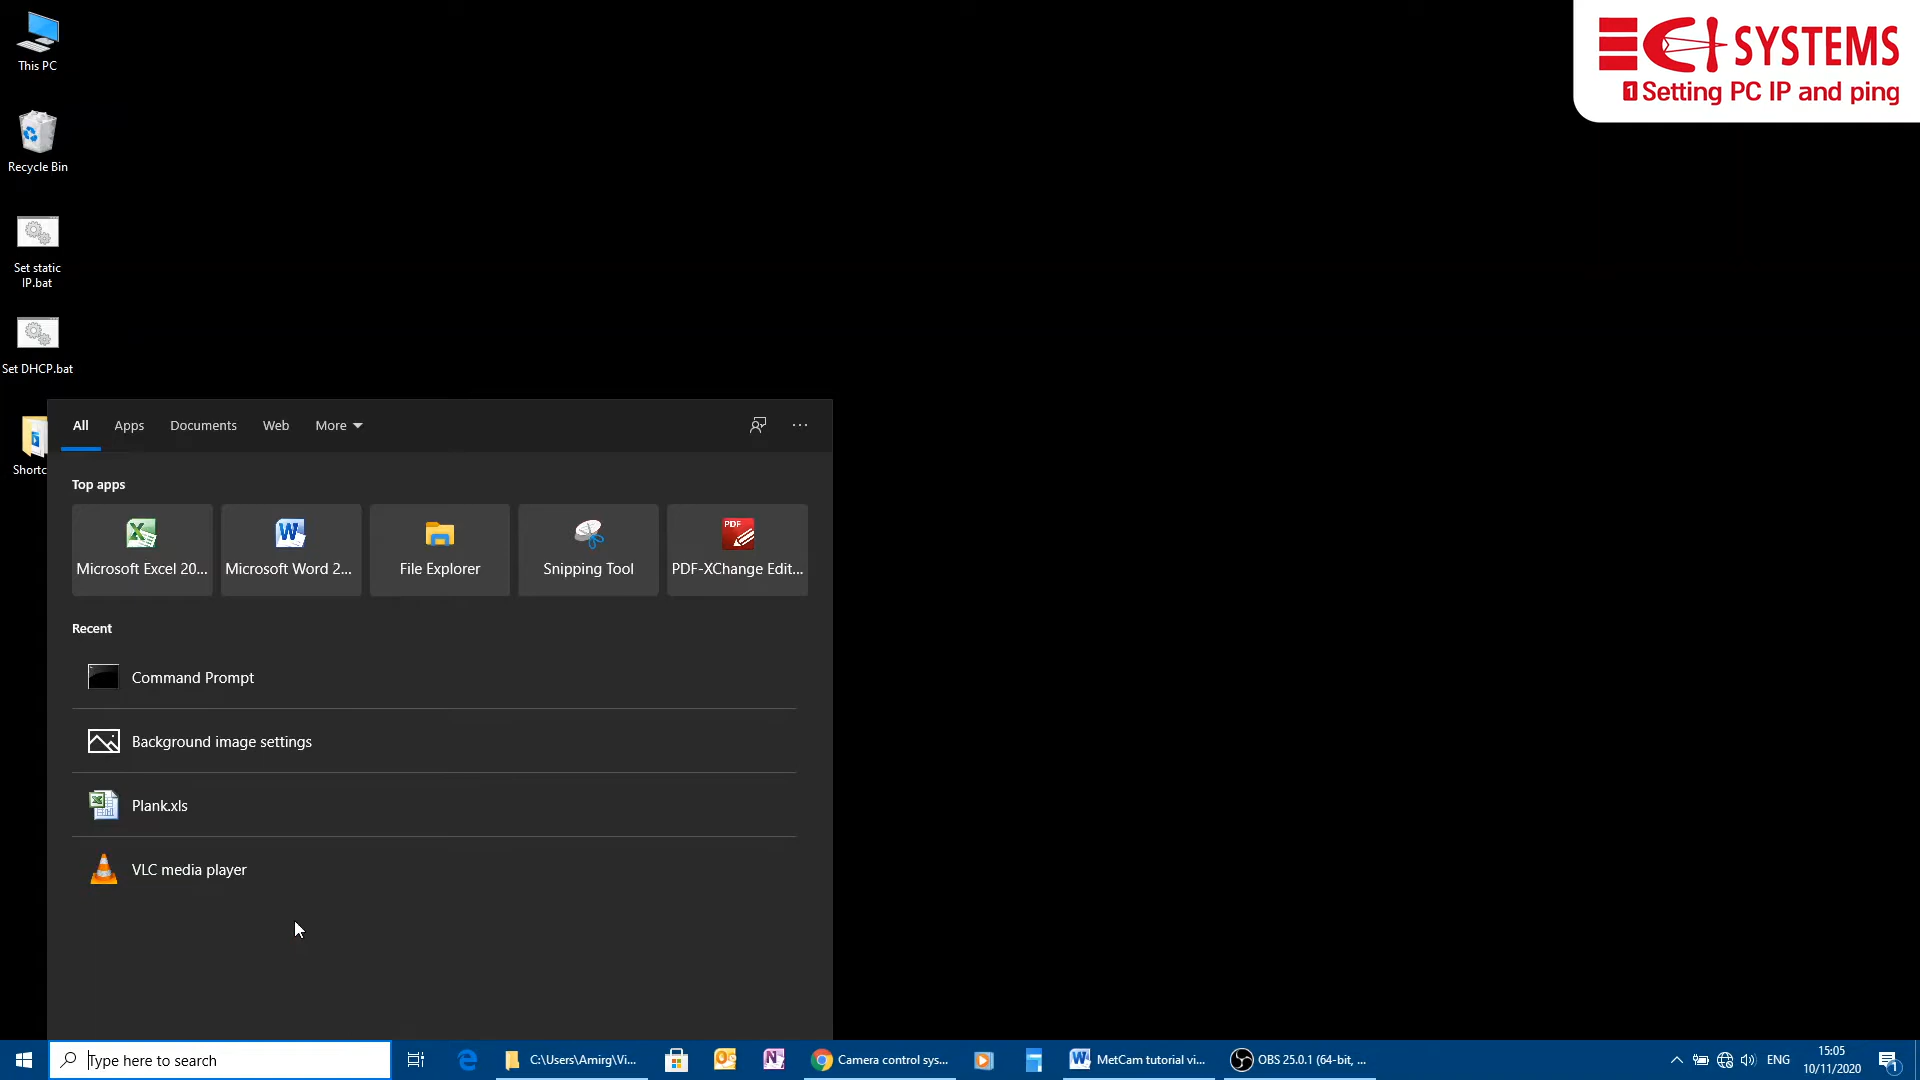 This PC
Recycle Bin
Set static
IP.bat
Set DHCP.bat
Shortc
ECI SYSTEMS
1 Setting PC IP and ping
All
Apps
Documents
Web
More
Top apps
Microsoft Excel 20...
Microsoft Word 2...
File Explorer
Snipping Tool
PDF
PDF-XChange Edit...
Recent
Command Prompt
Background image settings
Plank.xls
VLC media player
Type here to search
C:\Users\Amirg\Vi...
Camera control sys...
MetCam tutorial vi...
OBS 25.0.1 (64-bit, ...
ENG
15:05
10/11/2020
1